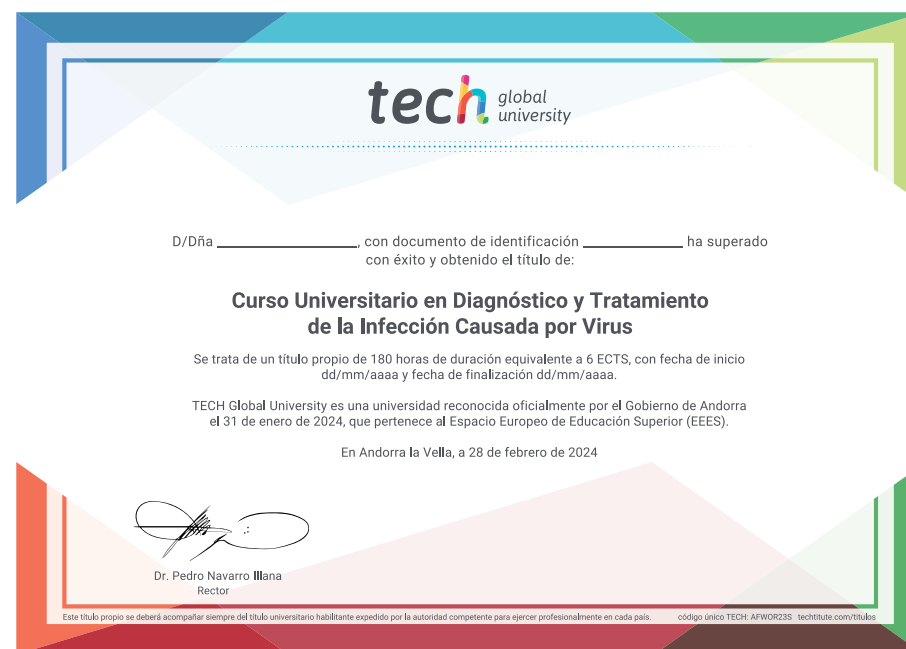 tech global university
D/Dña ____________________, con documento de identificación ______________ ha superado
con éxito y obtenido el título de:
Curso Universitario en Diagnóstico y Tratamiento
de la Infección Causada por Virus
Se trata de un título propio de 180 horas de duración equivalente a 6 ECTS, con fecha de inicio
dd/mm/aaaa y fecha de finalización dd/mm/aaaa.
TECH Global University es una universidad reconocida oficialmente por el Gobierno de Andorra
el 31 de enero de 2024, que pertenece al Espacio Europeo de Educación Superior (EEES).
En Andorra la Vella, a 28 de febrero de 2024
Dr. Pedro Navarro Illana
Rector
Este título propio se deberá acompañar siempre del título universitario habilitante expedido por la autoridad competente para ejercer profesionalmente en cada país. código único TECH: AFWOR23S techtitute.com/titulos